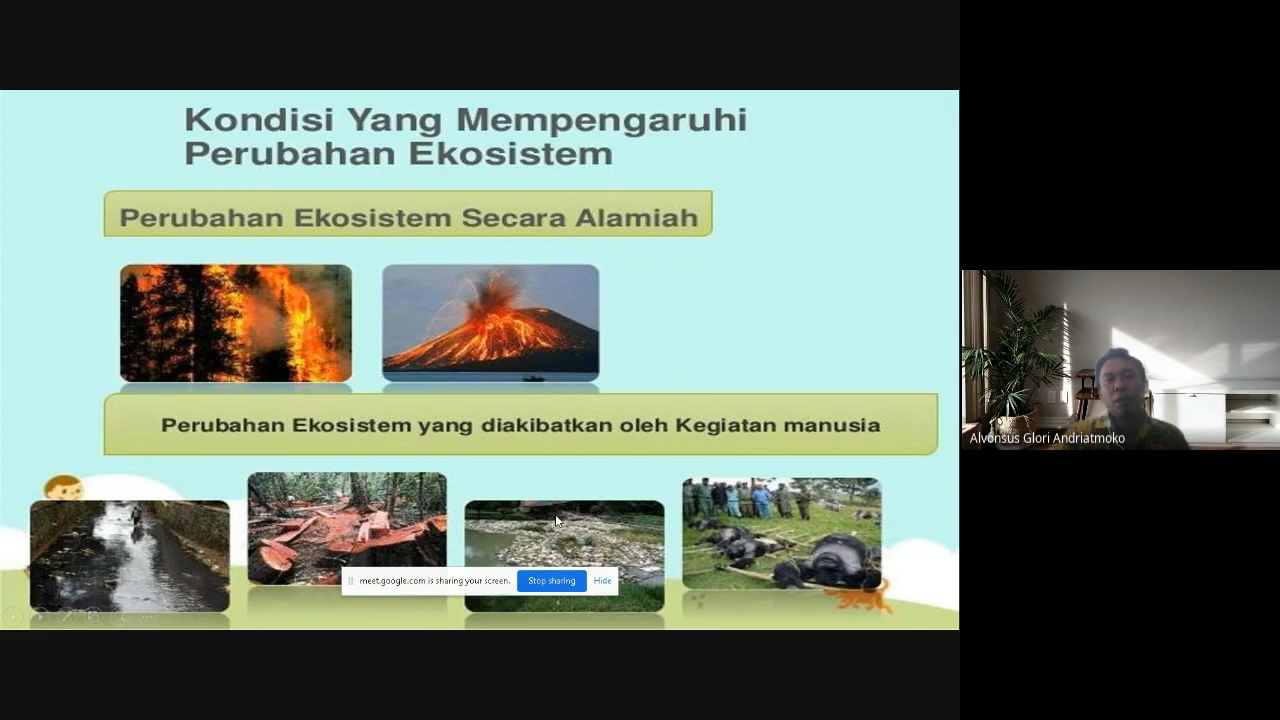 Kondisi Yang Mempengaruhi
Perubahan Ekosistem
Perubahan Ekosistem Secara Alamiah
Perubahan Ekosistem yang diakibatkan oleh Kegiatan manusia
meet.google.com is sharing your screen.
Stop sharing
Hide
Alvonsus Glori Andriatmoko